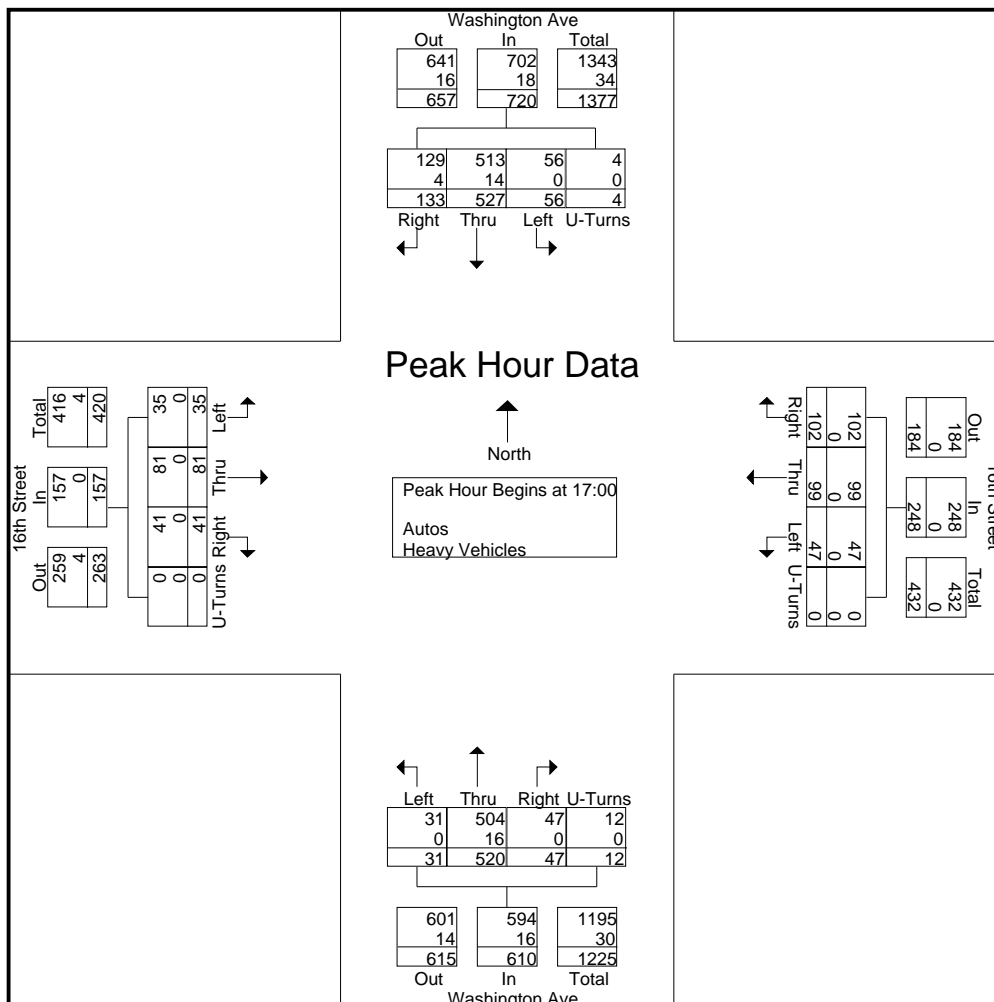 Washington Ave
Out In Total
641 702 1343
16 18 34
657 720 1377
129 513 56 4
4 14 0 0
133 527 56 4
Right Thru Left U-Turns
Peak Hour Data
North
Peak Hour Begins at 17:00
Autos
Heavy Vehicles
16th Street
Total In Out
416 157 259
4 0 4
420 157 263
35 81 41 0
0 0 0 0
35 81 41 0
Left Thru Right U-Turns
Out In Total
184 248 432
0 0 0
184 248 432
102 99 47 0
0 0 0 0
102 99 47 0
Right Thru Left U-Turns
Left Thru Right U-Turns
31 504 47 12
0 16 0 0
31 520 47 12
601 594 1195
14 16 30
615 610 1225
Out In Total
Washington Ave